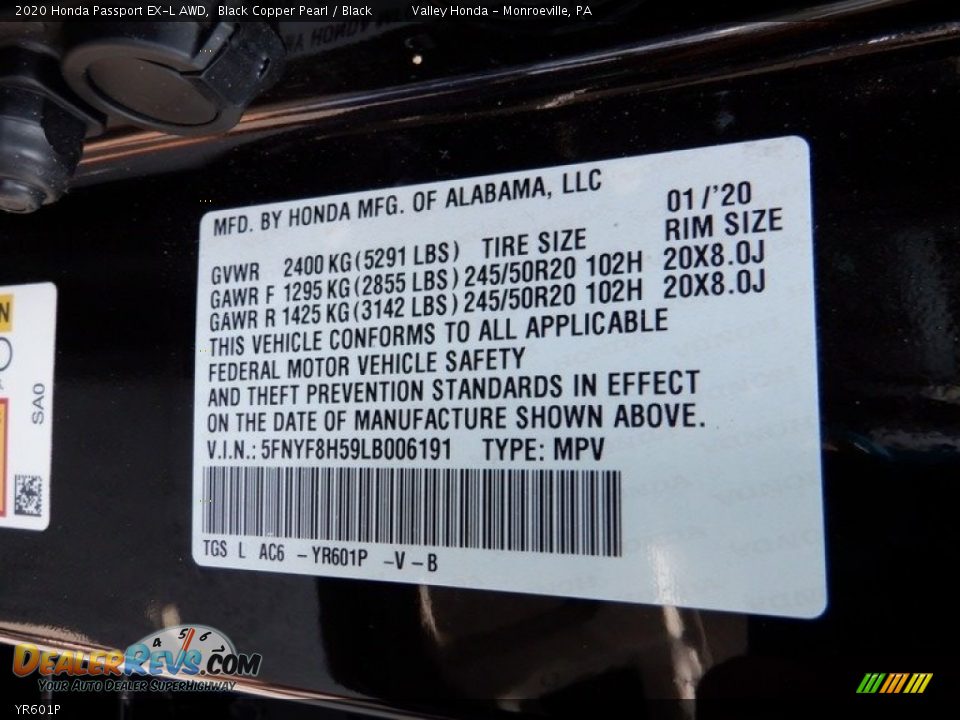 2020 Honda Passport EX-L AWD, Black Copper Pearl / Black Valley Honda - Monroeville, PA
MFD. BY HONDA MFG. OF ALABAMA, LLC 01/'20
GVWR 2400 KG (5291 LBS) TIRE SIZE RIM SIZE
GAWR F 1295 KG (2855 LBS) 245/50R20 102H 20X8.0J
GAWR R 1425 KG (3142 LBS) 245/50R20 102H 20X8.0J
THIS VEHICLE CONFORMS TO ALL APPLICABLE
FEDERAL MOTOR VEHICLE SAFETY
AND THEFT PREVENTION STANDARDS IN EFFECT
ON THE DATE OF MANUFACTURE SHOWN ABOVE.
V.I.N.: 5FNYF8H59LB006191 TYPE: MPV
TGS L AC6 -YR601P -V-B
SA0
4 5 6
DealerRevs.com
Your Auto Dealer SuperHighway
YR601P